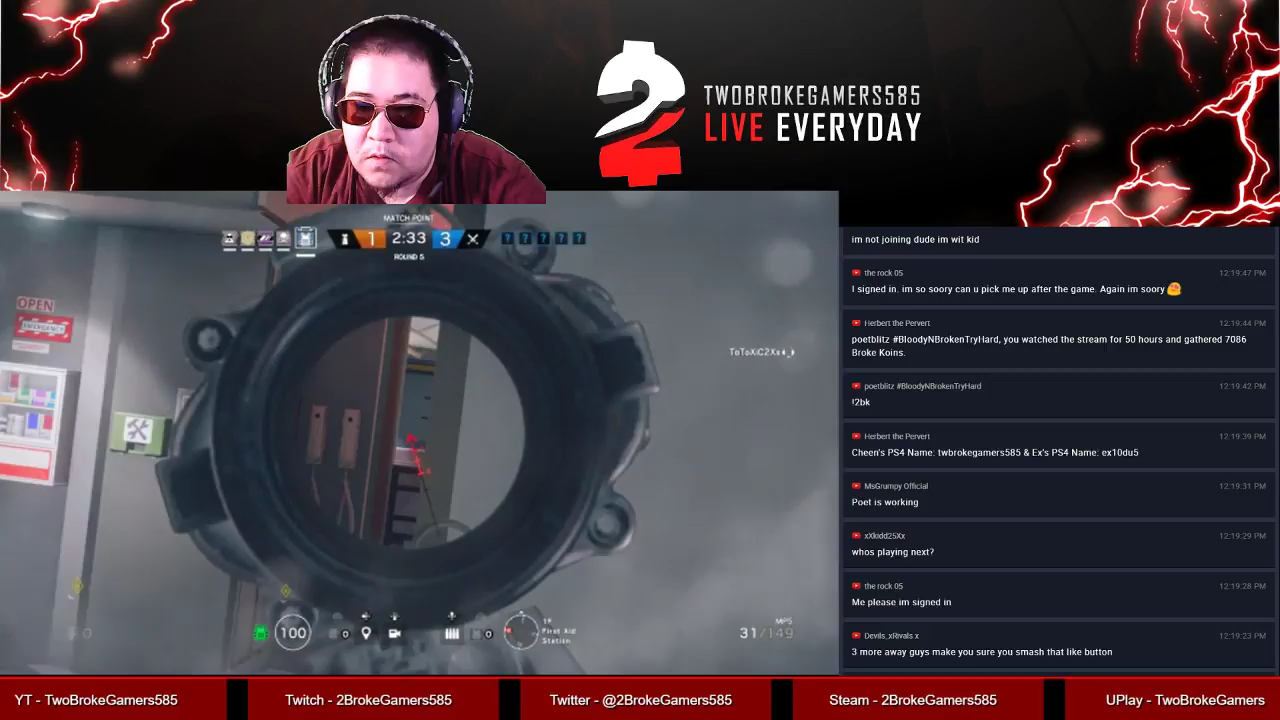 2
TWOBROKEGAMERS585
LIVE EVERYDAY
MATCH POINT
1 2:33 3
? ? ? ? ?
ROUND 5
OPEN
EMERGENCY
ToToXiC2Xx
100
0
0
1F
First Aid
Station
MP5
31/149
0
im not joining dude im wit kid
the rock 05 12:19:47 PM
I signed in. im so soory can u pick me up after the game. Again im soory
Herbert the Pervert 12:19:44 PM
poetblitz #BloodyNBrokenTryHard, you watched the stream for 50 hours and gathered 7086
Broke Koins.
poetblitz #BloodyNBrokenTryHard 12:19:42 PM
!2bk
Herbert the Pervert 12:19:39 PM
Cheen's PS4 Name: twbrokegamers585 & Ex's PS4 Name: ex10du5
MsGrumpy Official 12:19:31 PM
Poet is working
xXkidd25Xx 12:19:29 PM
whos playing next?
the rock 05 12:19:28 PM
Me please im signed in
Devils_xRivals x 12:19:23 PM
3 more away guys make you sure you smash that like button
YT - TwoBrokeGamers585
Twitch - 2BrokeGamers585
Twitter - @2BrokeGamers585
Steam - 2BrokeGamers585
UPlay - TwoBrokeGamers